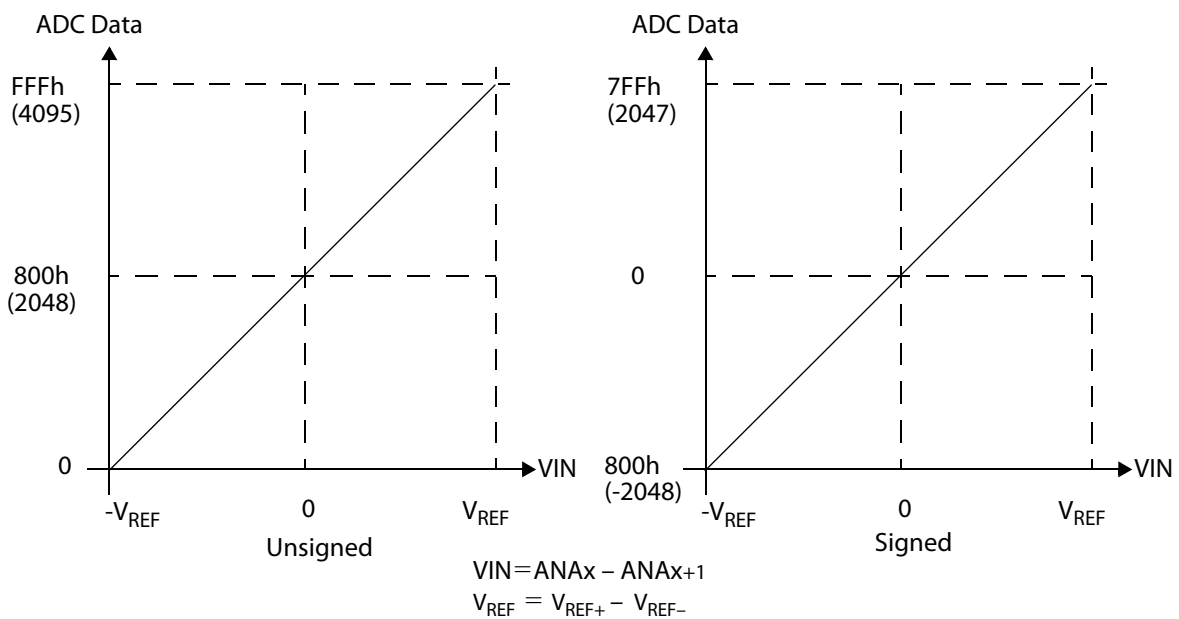 ADC Data
FFFh
(4095)
800h
(2048)
0
VIN
-VREF
0
VREF
Unsigned
ADC Data
7FFh
(2047)
0
800h
(-2048)
VIN
-VREF
0
VREF
Signed
VIN=ANAx – ANAx+1
VREF = VREF+ – VREF–